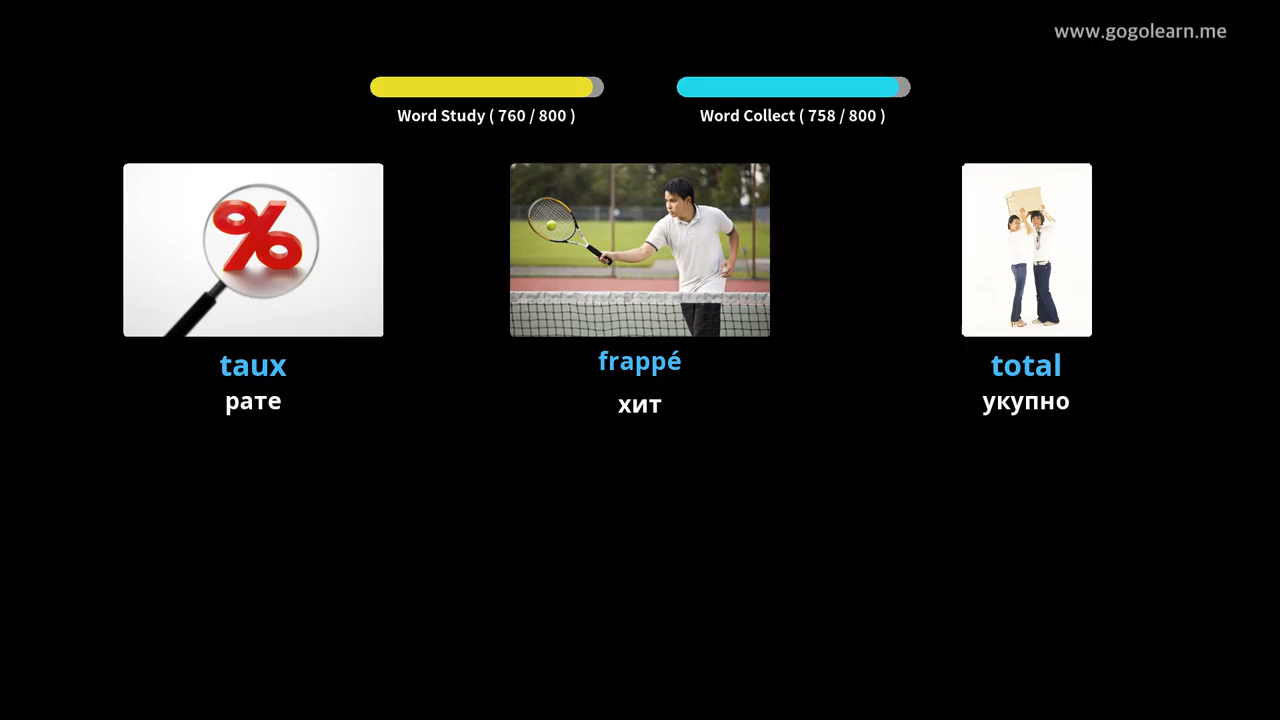 www.gogolearn.me
Word Study ( 760 / 800 )
Word Collect ( 758 / 800 )
%
taux
рате
frappé
хит
total
укупно